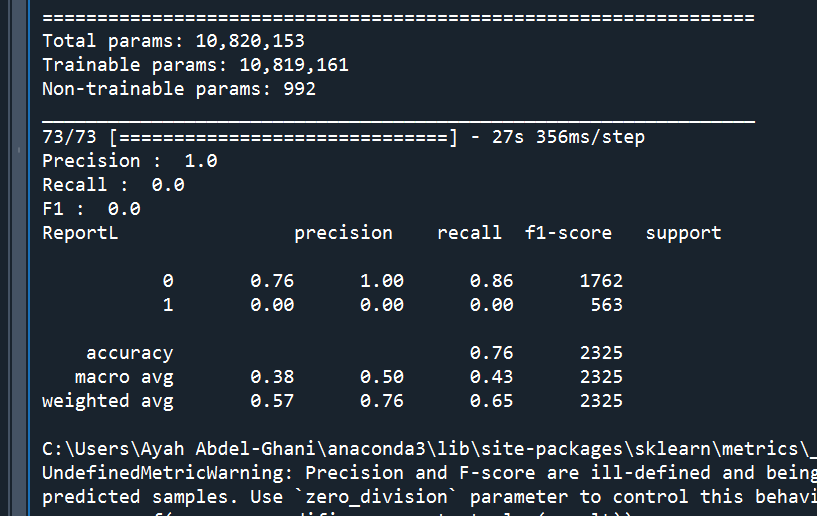 =================================================================
Total params: 10,820,153
Trainable params: 10,819,161
Non-trainable params: 992
_________________________________________________________________
73/73 [==============================] - 27s 356ms/step
Precision :  1.0
Recall :  0.0
F1 :  0.0
ReportL                precision    recall  f1-score   support

           0       0.76      1.00      0.86      1762
           1       0.00      0.00      0.00       563

    accuracy                           0.76      2325
   macro avg       0.38      0.50      0.43      2325
weighted avg       0.57      0.76      0.65      2325

C:\Users\Ayah Abdel-Ghani\anaconda3\lib\site-packages\sklearn\metrics\_
UndefinedMetricWarning: Precision and F-score are ill-defined and being
predicted samples. Use `zero_division` parameter to control this behavi